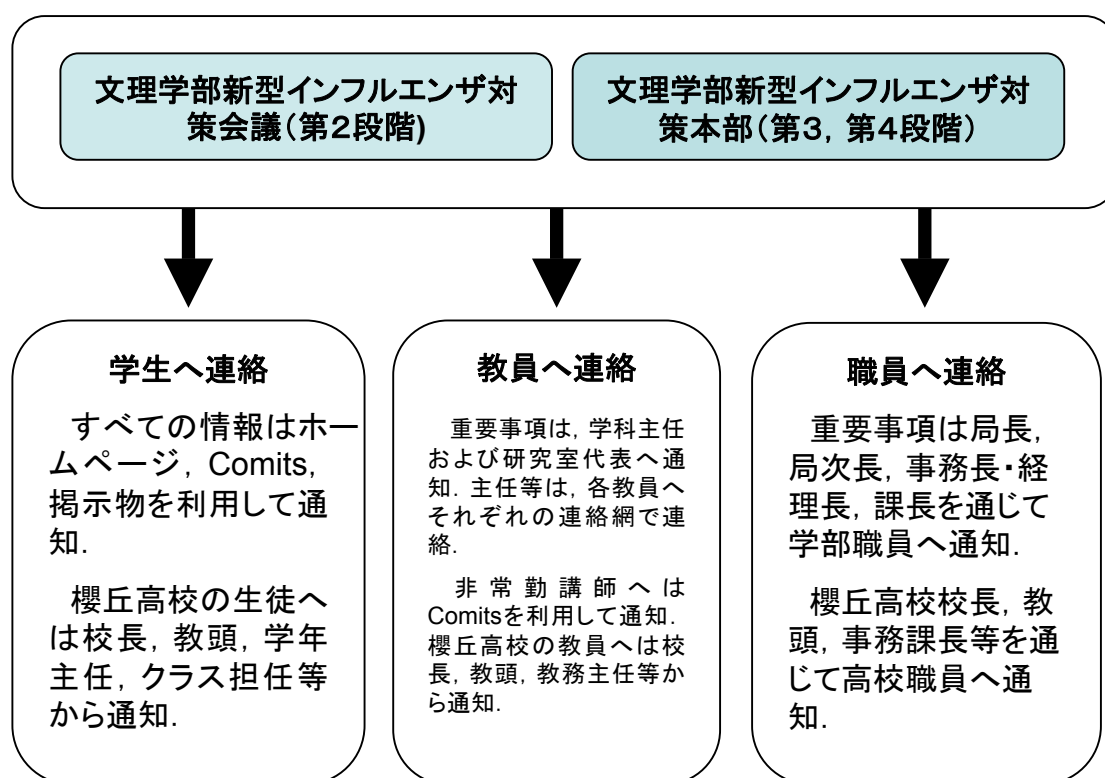 文理学部新型インフルエンザ対
策会議（第２段階)
文理学部新型インフルエンザ対
策本部（第３，第４段階）
学生へ連絡
すべての情報はホー
ムページ，Comits，
掲示物を利用して通
知．
櫻丘高校の生徒へ
は校長，教頭，学年
主任，クラス担任等
から通知．
教員へ連絡
重要事項は，学科主任
および研究室代表へ通
知．主任等は，各教員へ
それぞれの連絡網で連
絡．
非常勤講師へは
Comitsを利用して通知．
櫻丘高校の教員へは校
長，教頭，教務主任等か
ら通知．
職員へ連絡
重要事項は局長，
局次長，事務長・経
理長，課長を通じて
学部職員へ通知．
櫻丘高校校長，教
頭，事務課長等を通
じて高校職員へ通
知．